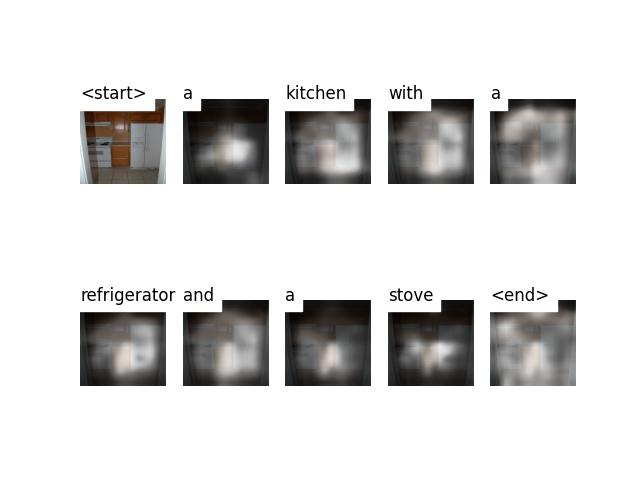 <start> a kitchen with a
refrigerator and a stove <end>